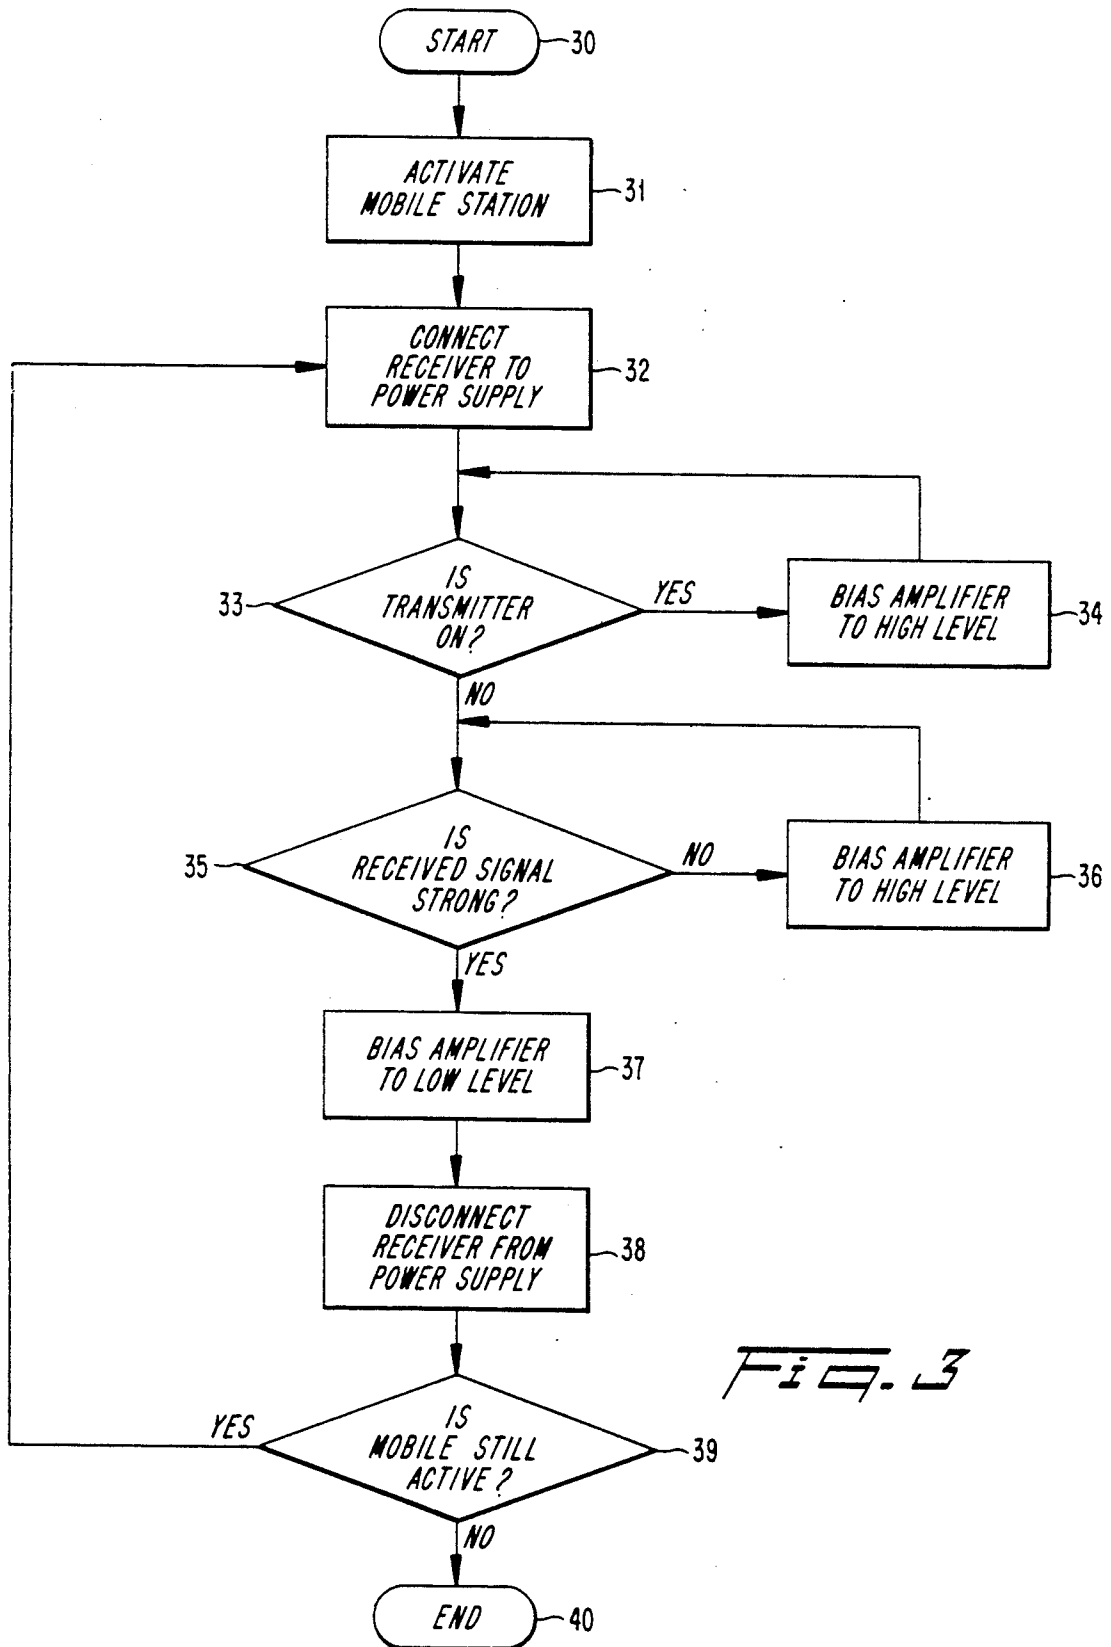 START
30
ACTIVATE
MOBILE STATION
31
CONNECT
RECEIVER TO
POWER SUPPLY
32
IS
TRANSMITTER
ON?
33
YES
BIAS AMPLIFIER
TO HIGH LEVEL
34
NO
IS
RECEIVED SIGNAL
STRONG?
35
NO
BIAS AMPLIFIER
TO HIGH LEVEL
36
YES
BIAS AMPLIFIER
TO LOW LEVEL
37
DISCONNECT
RECEIVER FROM
POWER SUPPLY
38
Fig. 3
YES
IS
MOBILE STILL
ACTIVE?
39
NO
END
40